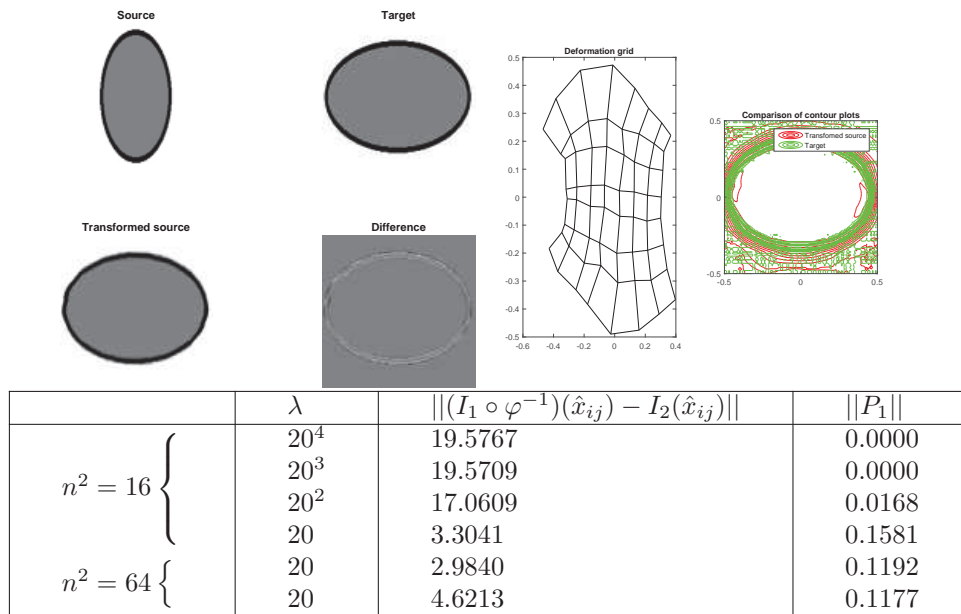 Source
Target
Deformation grid
0.5
0.4
0.3
0.2
0.1
0
-0.1
-0.2
-0.3
-0.4
-0.5
-0.6 -0.4 -0.2 0 0.2 0.4
Comparison of contour plots
0.5
0
-0.5
-0.5 0 0.5
Transfomed source
Target
Transformed source
Difference
λ ||(I₁ ∘ φ⁻¹)(x̂ᵢⱼ) − I₂(x̂ᵢⱼ)|| ||P₁||
n² = 16
20⁴ 19.5767 0.0000
20³ 19.5709 0.0000
20² 17.0609 0.0168
20 3.3041 0.1581
n² = 64
20 2.9840 0.1192
20 4.6213 0.1177